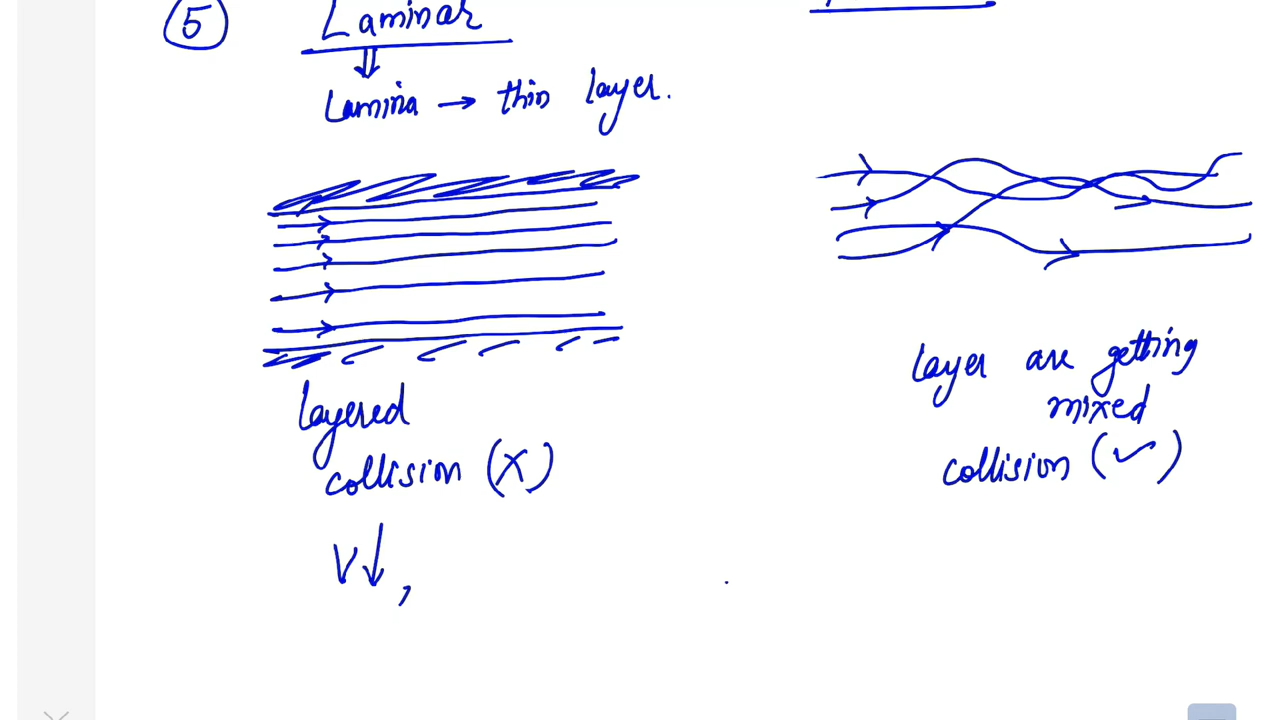 5 Laminar
⇓
Lamina → thin layer.
layered
collision (X)
V↓,
layer are getting
mixed
collision (✓)